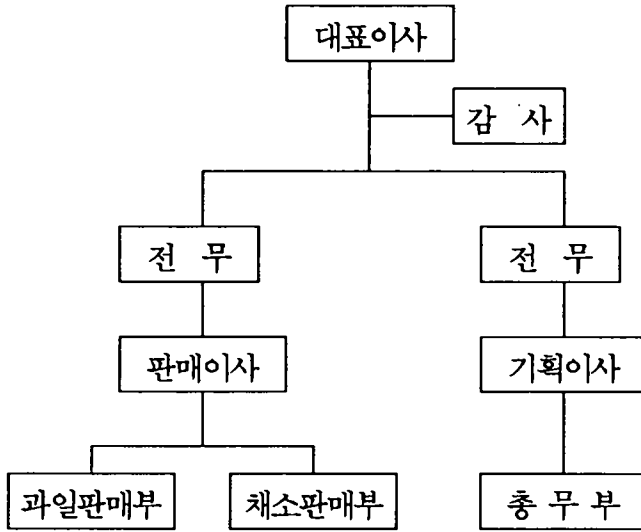 대표이사
감 사
전 무
전 무
판매이사
기획이사
과일판매부
채소판매부
총 무 부